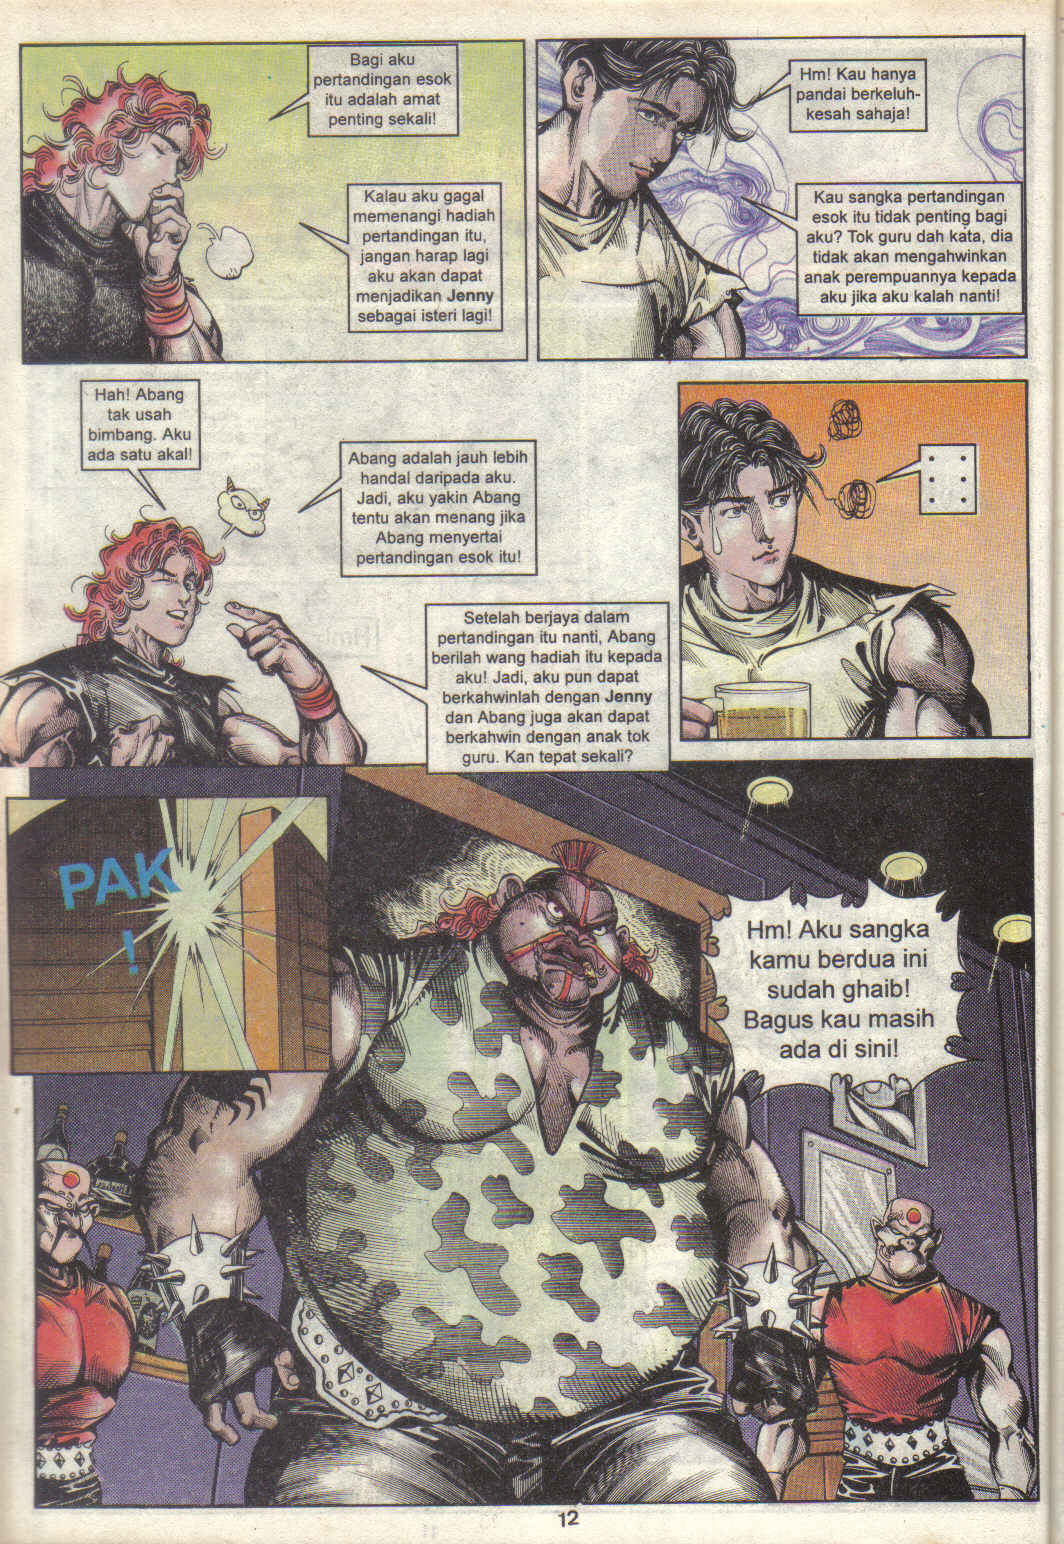 Bagi aku
pertandingan esok
itu adalah amat
penting sekali!
Kalau aku gagal
memenangi hadiah
pertandingan itu,
jangan harap lagi
aku akan dapat
menjadikan Jenny
sebagai isteri lagi!
Hm! Kau hanya
pandai berkeluh-
kesah sahaja!
Kau sangka pertandingan
esok itu tidak penting bagi
aku? Tok guru dah kata, dia
tidak akan mengahwinkan
anak perempuannya kepada
aku jika aku kalah nanti!
Hah! Abang
tak usah
bimbang. Aku
ada satu akal!
Abang adalah jauh lebih
handal daripada aku.
Jadi, aku yakin Abang
tentu akan menang jika
Abang menyertai
pertandingan esok itu!
Setelah berjaya dalam
pertandingan itu nanti, Abang
berilah wang hadiah itu kepada
aku! Jadi, aku pun dapat
berkahwinlah dengan Jenny
dan Abang juga akan dapat
berkahwin dengan anak tok
guru. Kan tepat sekali?
PAK
!
Hm! Aku sangka
kamu berdua ini
sudah ghaib!
Bagus kau masih
ada di sini!
12